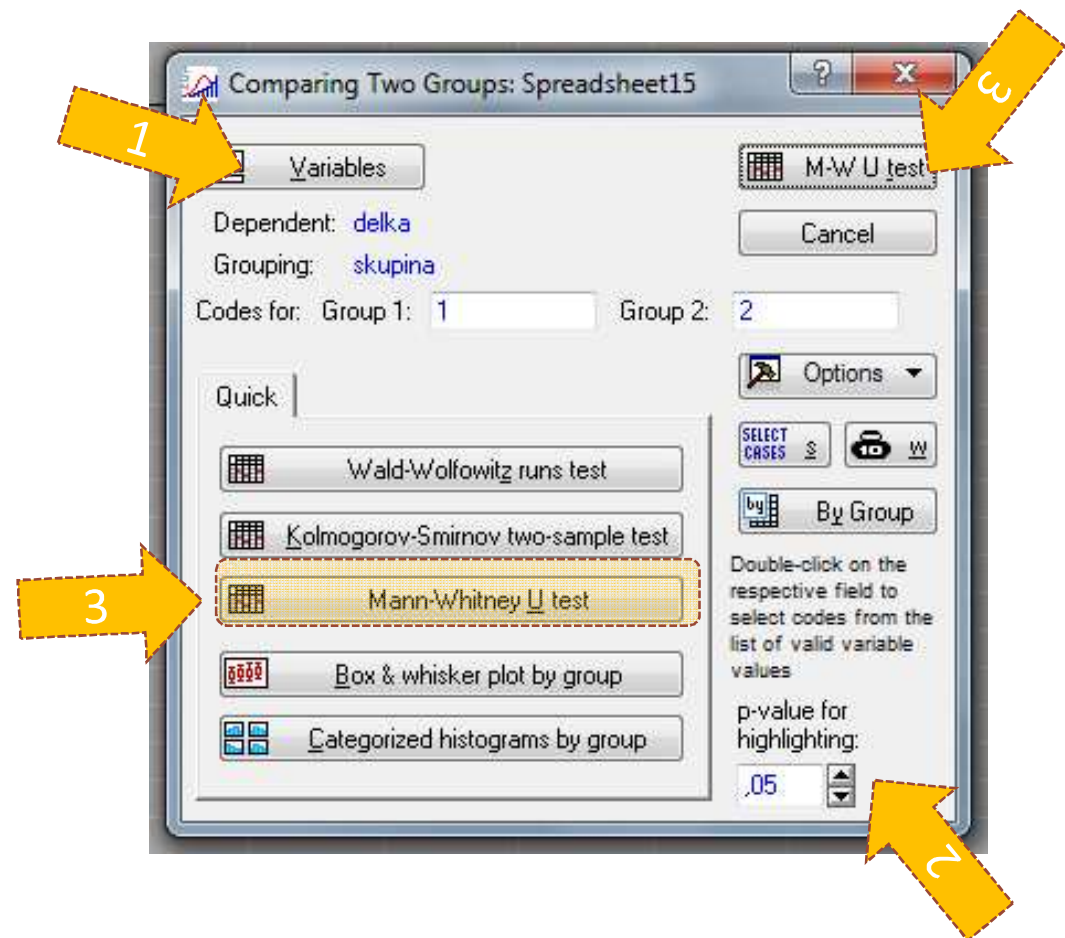 Comparing Two Groups: Spreadsheet15
?
1
3
Variables
M-W U test
Dependent: delka
Cancel
Grouping: skupina
Codes for: Group 1: 1 Group 2: 2
Options
Quick
SELECT CASES S
W
Wald-Wolfowitz runs test
By Group
by
Kolmogorov-Smirnov two-sample test
3
Mann-Whitney U test
Double-click on the
respective field to
select codes from the
list of valid variable
values
Box & whisker plot by group
p-value for
highlighting:
Categorized histograms by group
,05
2